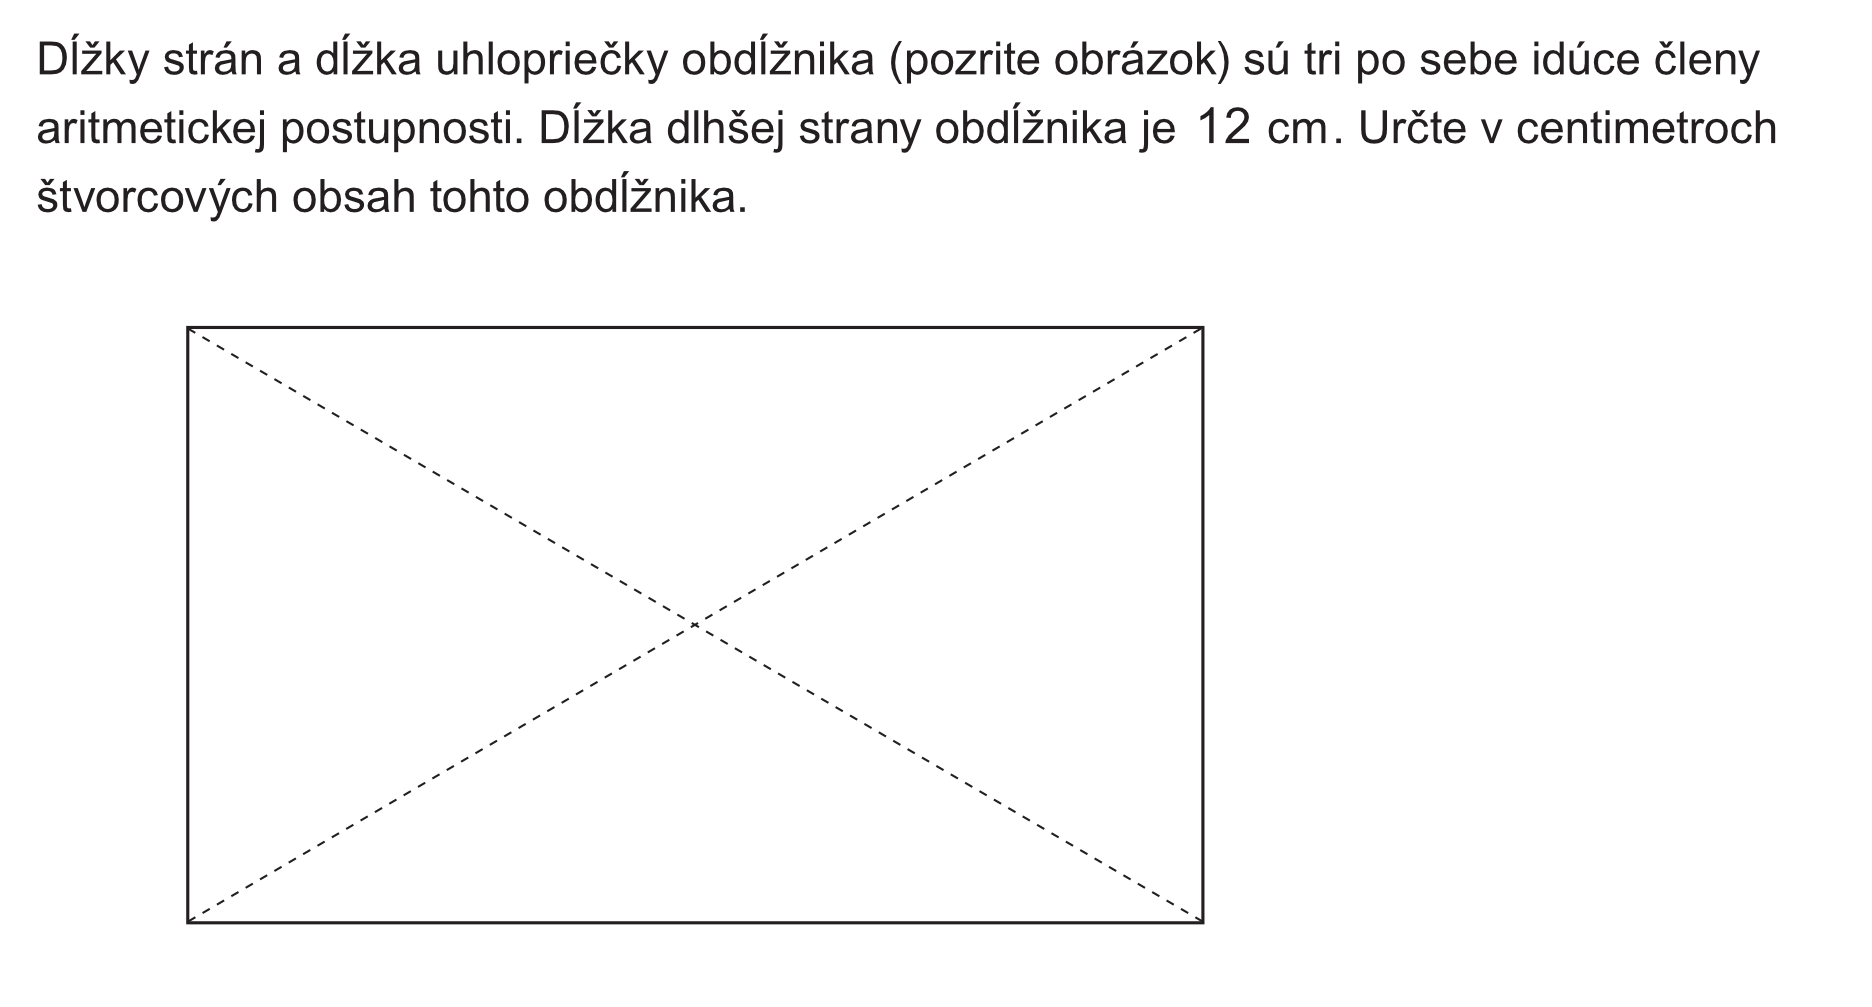 Dĺžky strán a dĺžka uhlopriečky obdĺžnika (pozrite obrázok) sú tri po sebe idúce členy
aritmetickej postupnosti. Dĺžka dlhšej strany obdĺžnika je 12 cm. Určte v centimetroch
štvorcových obsah tohto obdĺžnika.